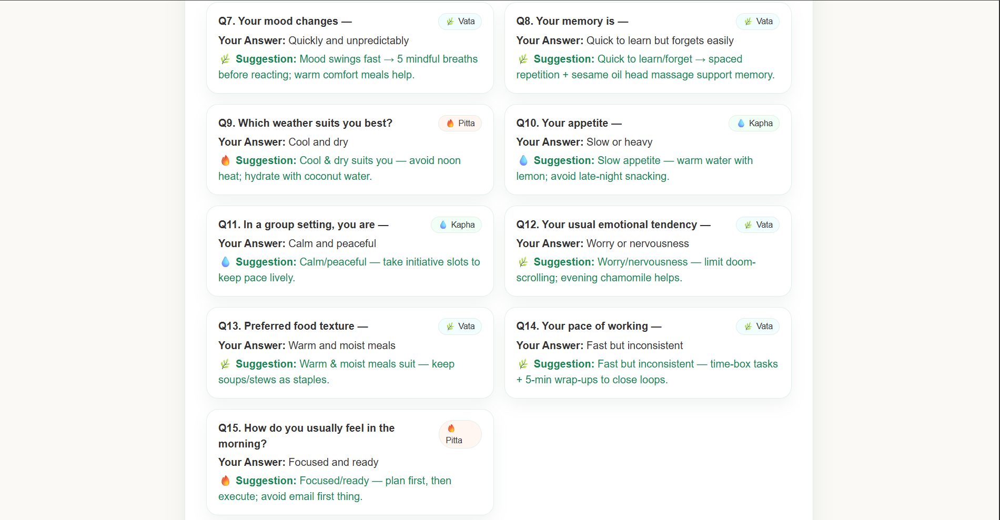 Q7. Your mood changes —
Vata
Your Answer: Quickly and unpredictably
Suggestion: Mood swings fast → 5 mindful breaths
before reacting; warm comfort meals help.
Q8. Your memory is —
Vata
Your Answer: Quick to learn but forgets easily
Suggestion: Quick to learn/forget → spaced
repetition + sesame oil head massage support memory.
Q9. Which weather suits you best?
Pitta
Your Answer: Cool and dry
Suggestion: Cool & dry suits you — avoid noon
heat; hydrate with coconut water.
Q10. Your appetite —
Kapha
Your Answer: Slow or heavy
Suggestion: Slow appetite — warm water with
lemon; avoid late-night snacking.
Q11. In a group setting, you are —
Kapha
Your Answer: Calm and peaceful
Suggestion: Calm/peaceful — take initiative slots to
keep pace lively.
Q12. Your usual emotional tendency —
Vata
Your Answer: Worry or nervousness
Suggestion: Worry/nervousness — limit doom-
scrolling; evening chamomile helps.
Q13. Preferred food texture —
Vata
Your Answer: Warm and moist meals
Suggestion: Warm & moist meals suit — keep
soups/stews as staples.
Q14. Your pace of working —
Vata
Your Answer: Fast but inconsistent
Suggestion: Fast but inconsistent — time-box tasks
+ 5-min wrap-ups to close loops.
Q15. How do you usually feel in the
morning?
Pitta
Your Answer: Focused and ready
Suggestion: Focused/ready — plan first, then
execute; avoid email first thing.